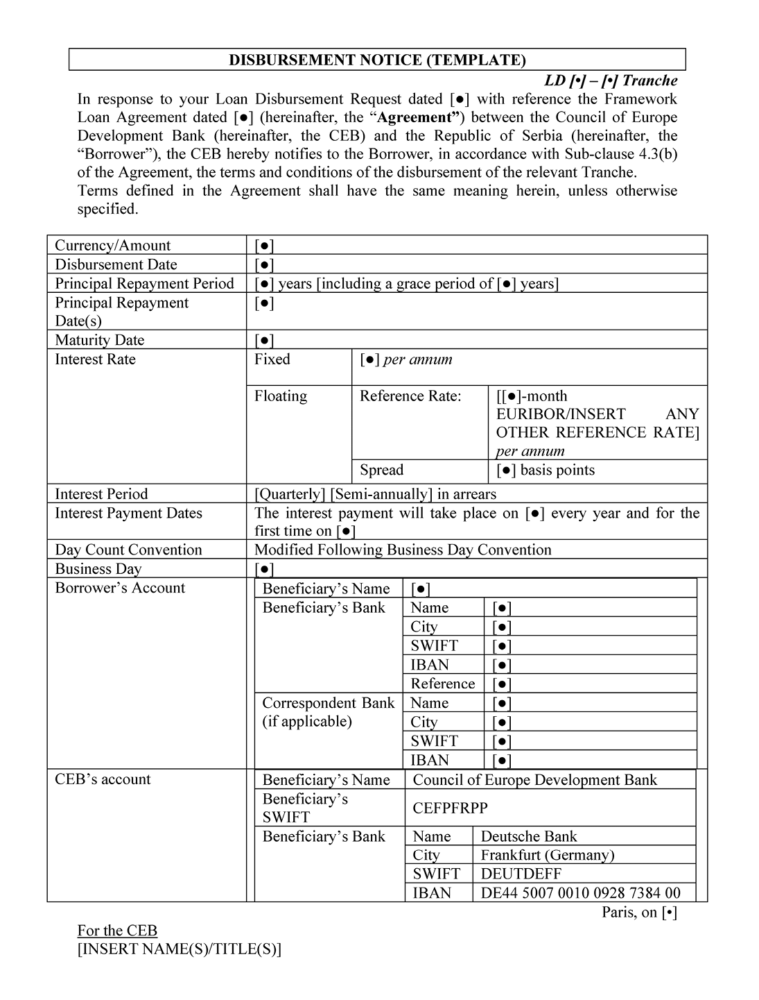 DISBURSEMENT NOTICE (TEMPLATE)
LD [•] – [•] Tranche
In response to your Loan Disbursement Request dated [●] with reference the Framework
Loan Agreement dated [●] (hereinafter, the “Agreement”) between the Council of Europe
Development Bank (hereinafter, the CEB) and the Republic of Serbia (hereinafter, the
“Borrower”), the CEB hereby notifies to the Borrower, in accordance with Sub-clause 4.3(b)
of the Agreement, the terms and conditions of the disbursement of the relevant Tranche.
Terms defined in the Agreement shall have the same meaning herein, unless otherwise
specified.
Currency/Amount [●]
Disbursement Date [●]
Principal Repayment Period [●] years [including a grace period of [●] years]
Principal Repayment [●]
Date(s)
Maturity Date [●]
Interest Rate Fixed [●] per annum
Floating Reference Rate: [[●]-month
EURIBOR/INSERT ANY
OTHER REFERENCE RATE]
per annum
Spread [●] basis points
Interest Period [Quarterly] [Semi-annually] in arrears
Interest Payment Dates The interest payment will take place on [●] every year and for the
first time on [●]
Day Count Convention Modified Following Business Day Convention
Business Day [●]
Borrower’s Account Beneficiary’s Name [●]
Beneficiary’s Bank Name [●]
City [●]
SWIFT [●]
IBAN [●]
Reference [●]
Correspondent Bank Name [●]
(if applicable) City [●]
SWIFT [●]
IBAN [●]
CEB’s account Beneficiary’s Name Council of Europe Development Bank
Beneficiary’s
SWIFT CEFPFRPP
Beneficiary’s Bank Name Deutsche Bank
City Frankfurt (Germany)
SWIFT DEUTDEFF
IBAN DE44 5007 0010 0928 7384 00
Paris, on [•]
For the CEB
[INSERT NAME(S)/TITLE(S)]